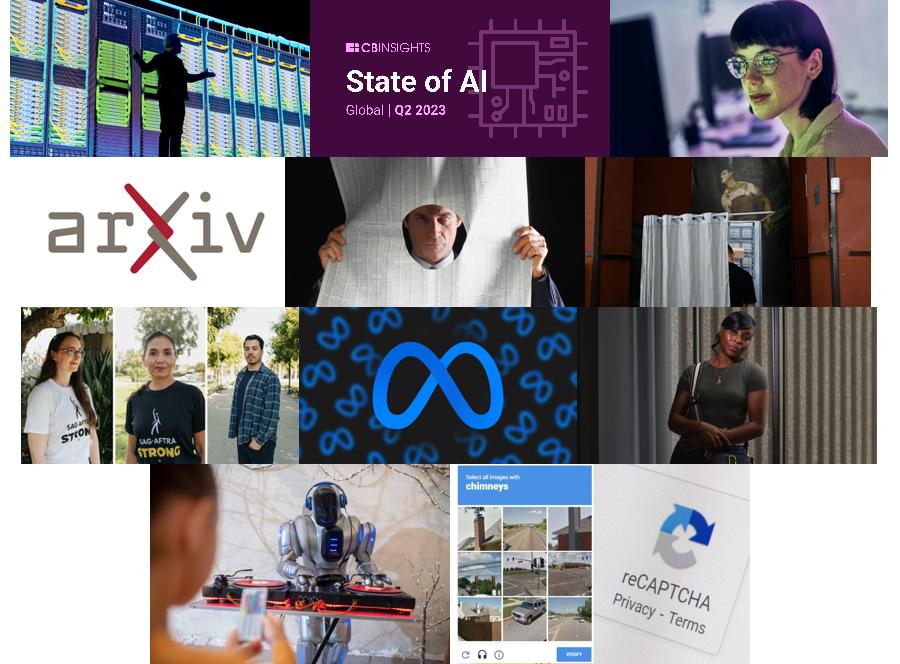 CBINSIGHTS
State of AI
Global | Q2 2023
arXiv
SAG-AFTRA
STRONG
SAG-AFTRA
STRONG
Select all images with
chimneys
VERIFY
reCAPTCHA
Privacy - Terms